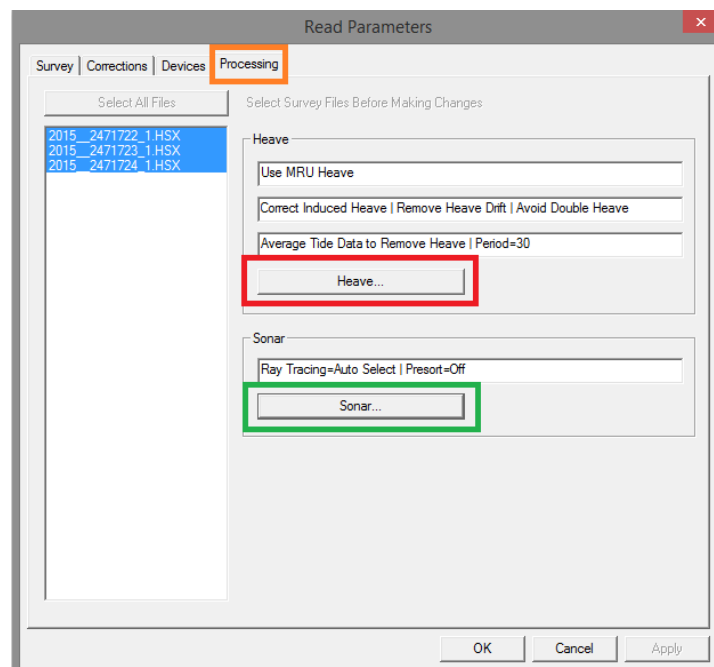 Read Parameters
Survey
Corrections
Devices
Processing
Select All Files
Select Survey Files Before Making Changes
2015__2471722_1.HSX
2015__2471723_1.HSX
2015__2471724_1.HSX
Heave
Use MRU Heave
Correct Induced Heave | Remove Heave Drift | Avoid Double Heave
Average Tide Data to Remove Heave | Period=30
Heave...
Sonar
Ray Tracing=Auto Select | Presort=Off
Sonar...
OK
Cancel
Apply